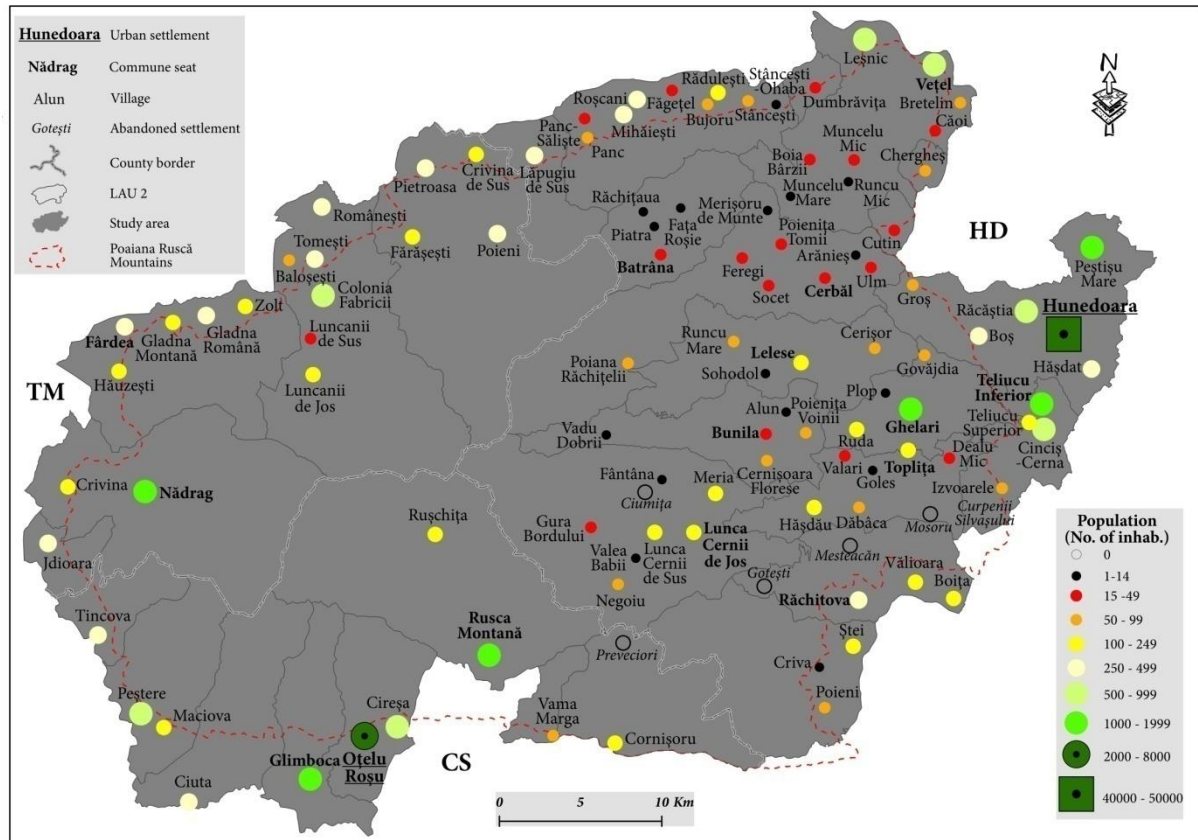 Hunedoara Urban settlement
Nădrag Commune seat
Alun Village
Gotești Abandoned settlement
County border
LAU 2
Study area
Poaiana Ruscă
Mountains
N
Leșnic
Vețel
Bretelin
Căoi
Chergheș
Stâncești
-Ohaba
Dumbrăvița
Rădulești
Făgețel
Bujoru
Stâncești
Roșcani
Mihăiești
Panc-
Săliște
Panc
Lăpugiu
de Sus
Crivina
de Sus
Pietroasa
Românești
Fărășești
Poieni
Tomești
Baloșești
Colonia
Fabricii
Luncanii
de Sus
Luncanii
de Jos
Zolt
Gladna
Română
Gladna
Montană
Fârdea
Hăuzești
Muncelu
Mic
Boia
Bârzii
Muncelu
Mare
Runcu
Mic
Merișoru
de Munte
Răchițaua
Piatra
Fața
Roșie
Batrâna
Poienița
Tomii
Feregi
Socet
Arănieș
Cerbăl
Ulm
Cutin
HD
Groș
Peștișu
Mare
Răcăștia
Hunedoara
Boș
Hășdat
Teliucu
Inferior
Teliucu
Superior
Cinciș
-Cerna
Runcu
Mare
Lelese
Sohodol
Cerișor
Govăjdia
Poiana
Răchițelii
Plop
Alun
Poienița
Voinii
Ghelari
Bunila
Ruda
Valari
Toplița
Dealu
Mic
Goles
Cernișoara
Florese
Izvoarele
Curpenii
Silvașului
Vadu
Dobrii
Fântâna
Ciumița
Meria
Hășdău
Dăbâca
Mosoru
Mesteacăn
Gotești
Gura
Bordului
Valea
Babii
Lunca
Cernii
de Sus
Lunca
Cernii
de Jos
Negoiu
Preveciori
Vălioara
Boița
Răchitova
Ștei
Criva
Poieni
TM
Crivina
Nădrag
Jdioara
Tincova
Rușchița
Rusca
Montană
Peștere
Maciova
Ciuta
Cireșa
Glimboca
Oțelu
Roșu
CS
Vama
Marga
Cornișoru
0 5 10 Km
Population
(No. of inhab.)
0
1-14
15 -49
50 - 99
100 - 249
250 - 499
500 - 999
1000 - 1999
2000 - 8000
40000 - 50000